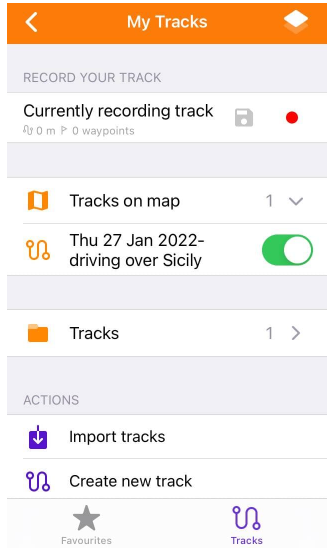 My Tracks
RECORD YOUR TRACK
Currently recording track
0 m 0 waypoints
Tracks on map 1
Thu 27 Jan 2022-
driving over Sicily
Tracks 1
ACTIONS
Import tracks
Create new track
Favourites Tracks